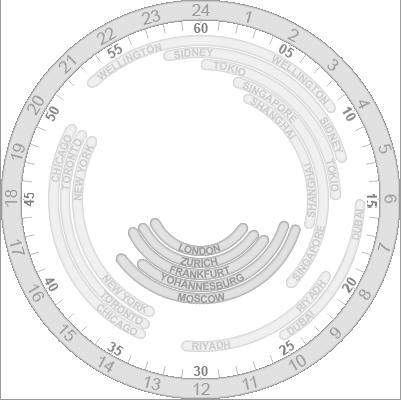 24
1
2
3
4
5
6
7
8
9
10
11
12
13
14
15
16
17
18
19
20
21
22
23
60
05
10
15
20
25
30
35
40
45
50
55
WELLINGTON
WELLINGTON
SiDNEY
SiDNEY
TOKIO
TOKIO
SiNGAPORE
SiNGAPORE
SHANGHAi
SHANGHAi
CHiCAGO
TORONTO
NEW YORK
NEW YORK
TORONTO
CHiCAGO
DUBAi
DUBAi
RiYADH
RiYADH
LONDON
ZURiCH
FRANKFURT
YOHANNESBURG
MOSCOW